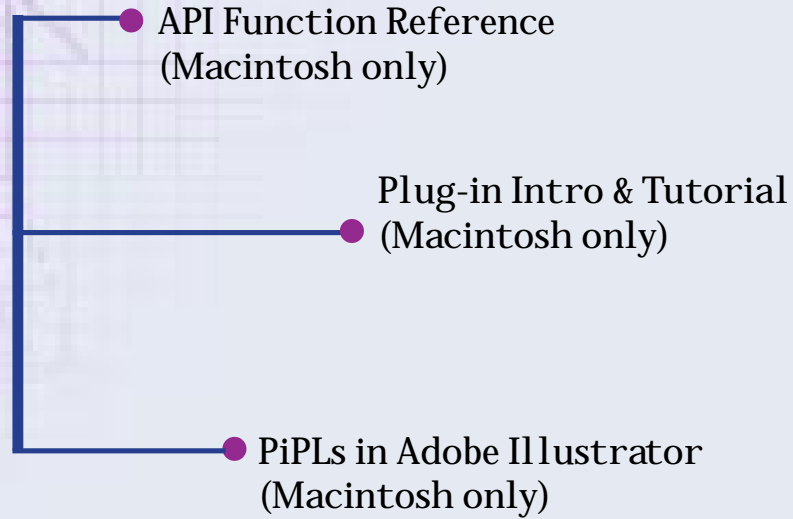 API Function Reference
(Macintosh only)
Plug-in Intro & Tutorial
(Macintosh only)
PiPLs in Adobe Illustrator
(Macintosh only)